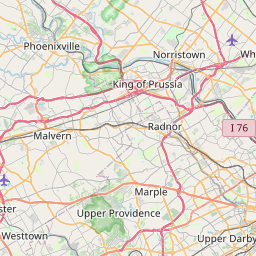 Phoenixville
Norristown
Wh
King of Prussia
I 76
Radnor
Malvern
Marple
ster
Upper Providence
Westtown
Upper Darby